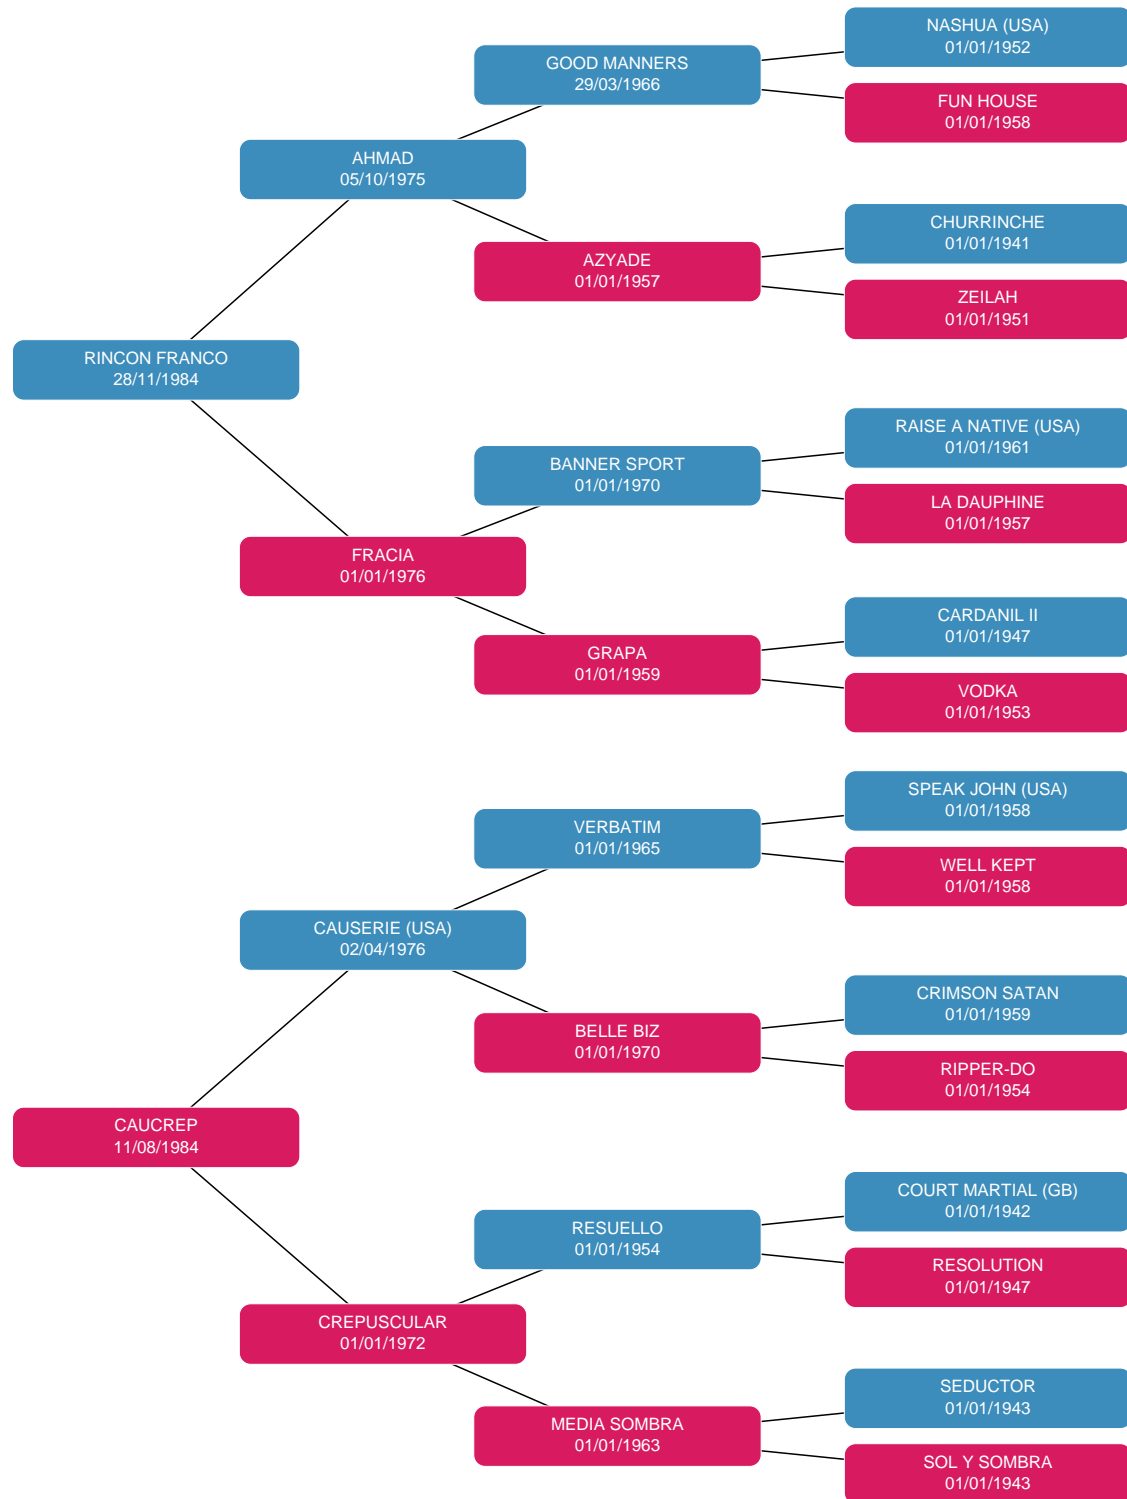 NASHUA (USA)
01/01/1952
GOOD MANNERS
29/03/1966
FUN HOUSE
01/01/1958
AHMAD
05/10/1975
CHURRINCHE
01/01/1941
AZYADE
01/01/1957
ZEILAH
01/01/1951
RINCON FRANCO
28/11/1984
RAISE A NATIVE (USA)
01/01/1961
BANNER SPORT
01/01/1970
LA DAUPHINE
01/01/1957
FRACIA
01/01/1976
CARDANIL II
01/01/1947
GRAPA
01/01/1959
VODKA
01/01/1953
SPEAK JOHN (USA)
01/01/1958
VERBATIM
01/01/1965
WELL KEPT
01/01/1958
CAUSERIE (USA)
02/04/1976
CRIMSON SATAN
01/01/1959
BELLE BIZ
01/01/1970
RIPPER-DO
01/01/1954
CAUCREP
11/08/1984
COURT MARTIAL (GB)
01/01/1942
RESUELLO
01/01/1954
RESOLUTION
01/01/1947
CREPUSCULAR
01/01/1972
SEDUCTOR
01/01/1943
MEDIA SOMBRA
01/01/1963
SOL Y SOMBRA
01/01/1943